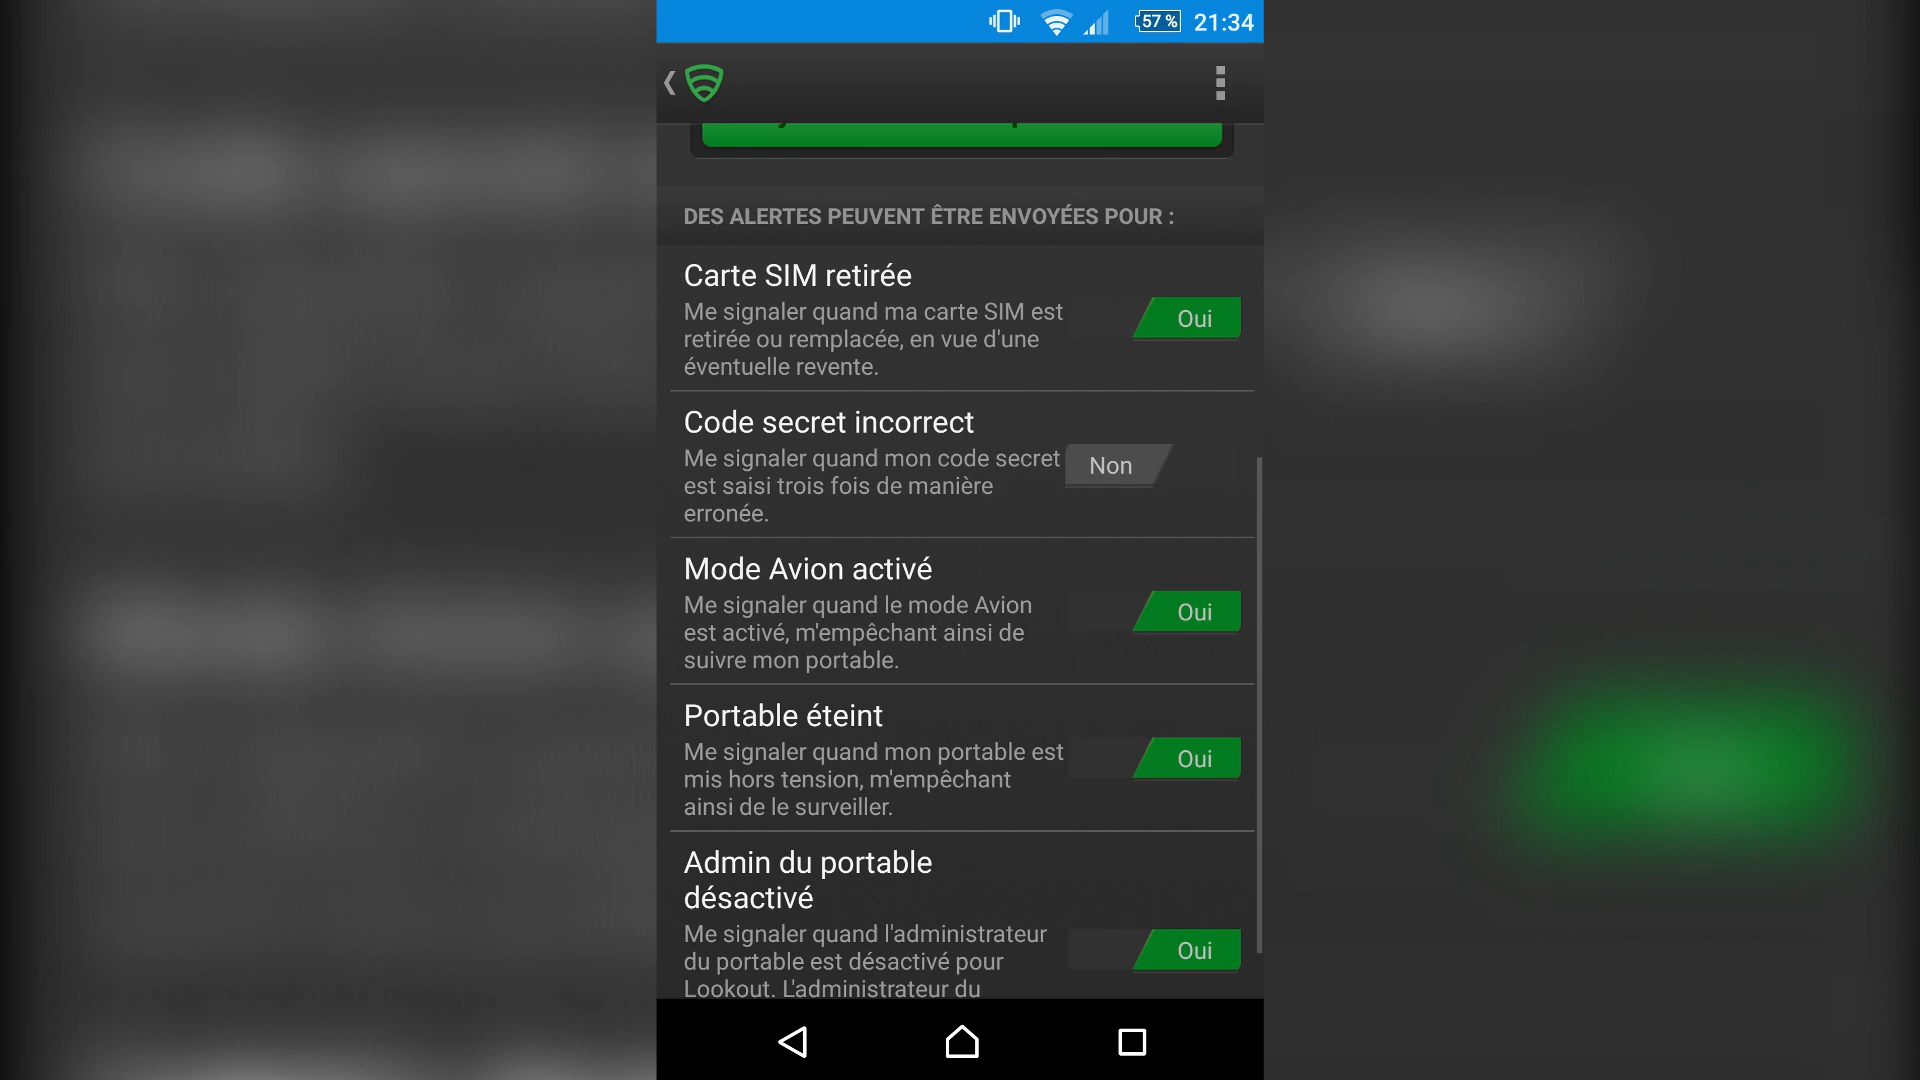 57 %
21:34
DES ALERTES PEUVENT ÊTRE ENVOYÉES POUR :
Carte SIM retirée
Me signaler quand ma carte SIM est
retirée ou remplacée, en vue d'une
éventuelle revente.
Oui
Code secret incorrect
Me signaler quand mon code secret
est saisi trois fois de manière
erronée.
Non
Mode Avion activé
Me signaler quand le mode Avion
est activé, m'empêchant ainsi de
suivre mon portable.
Oui
Portable éteint
Me signaler quand mon portable est
mis hors tension, m'empêchant
ainsi de le surveiller.
Oui
Admin du portable
désactivé
Me signaler quand l'administrateur
du portable est désactivé pour
Lookout. L'administrateur du
Oui